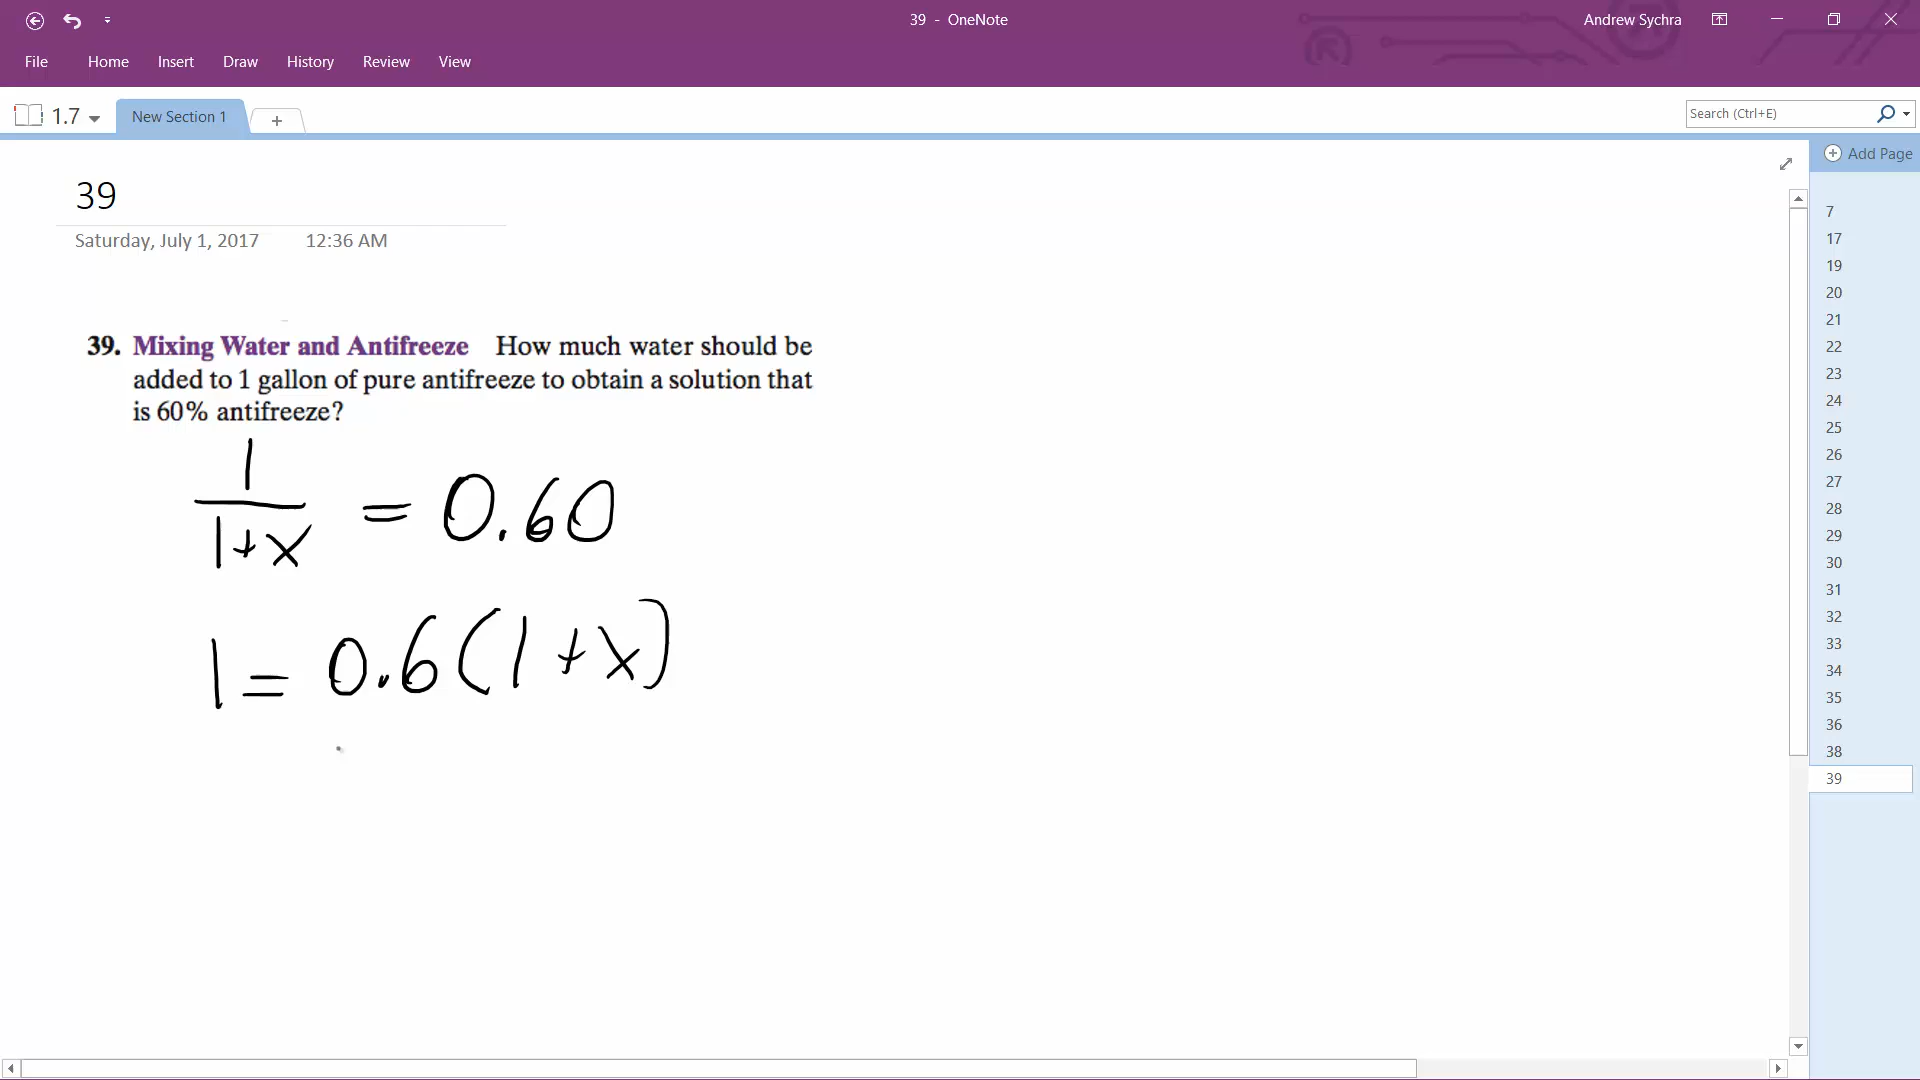 39 - OneNote
Andrew Sychra
File Home Insert Draw History Review View
1.7
New Section 1
+
Search (Ctrl+E)
Add Page
39
Saturday, July 1, 2017 12:36 AM
39. Mixing Water and Antifreeze How much water should be
added to 1 gallon of pure antifreeze to obtain a solution that
is 60% antifreeze?
1
1+x
= 0.60
1 = 0.6(1+x)
7
17
19
20
21
22
23
24
25
26
27
28
29
30
31
32
33
34
35
36
38
39